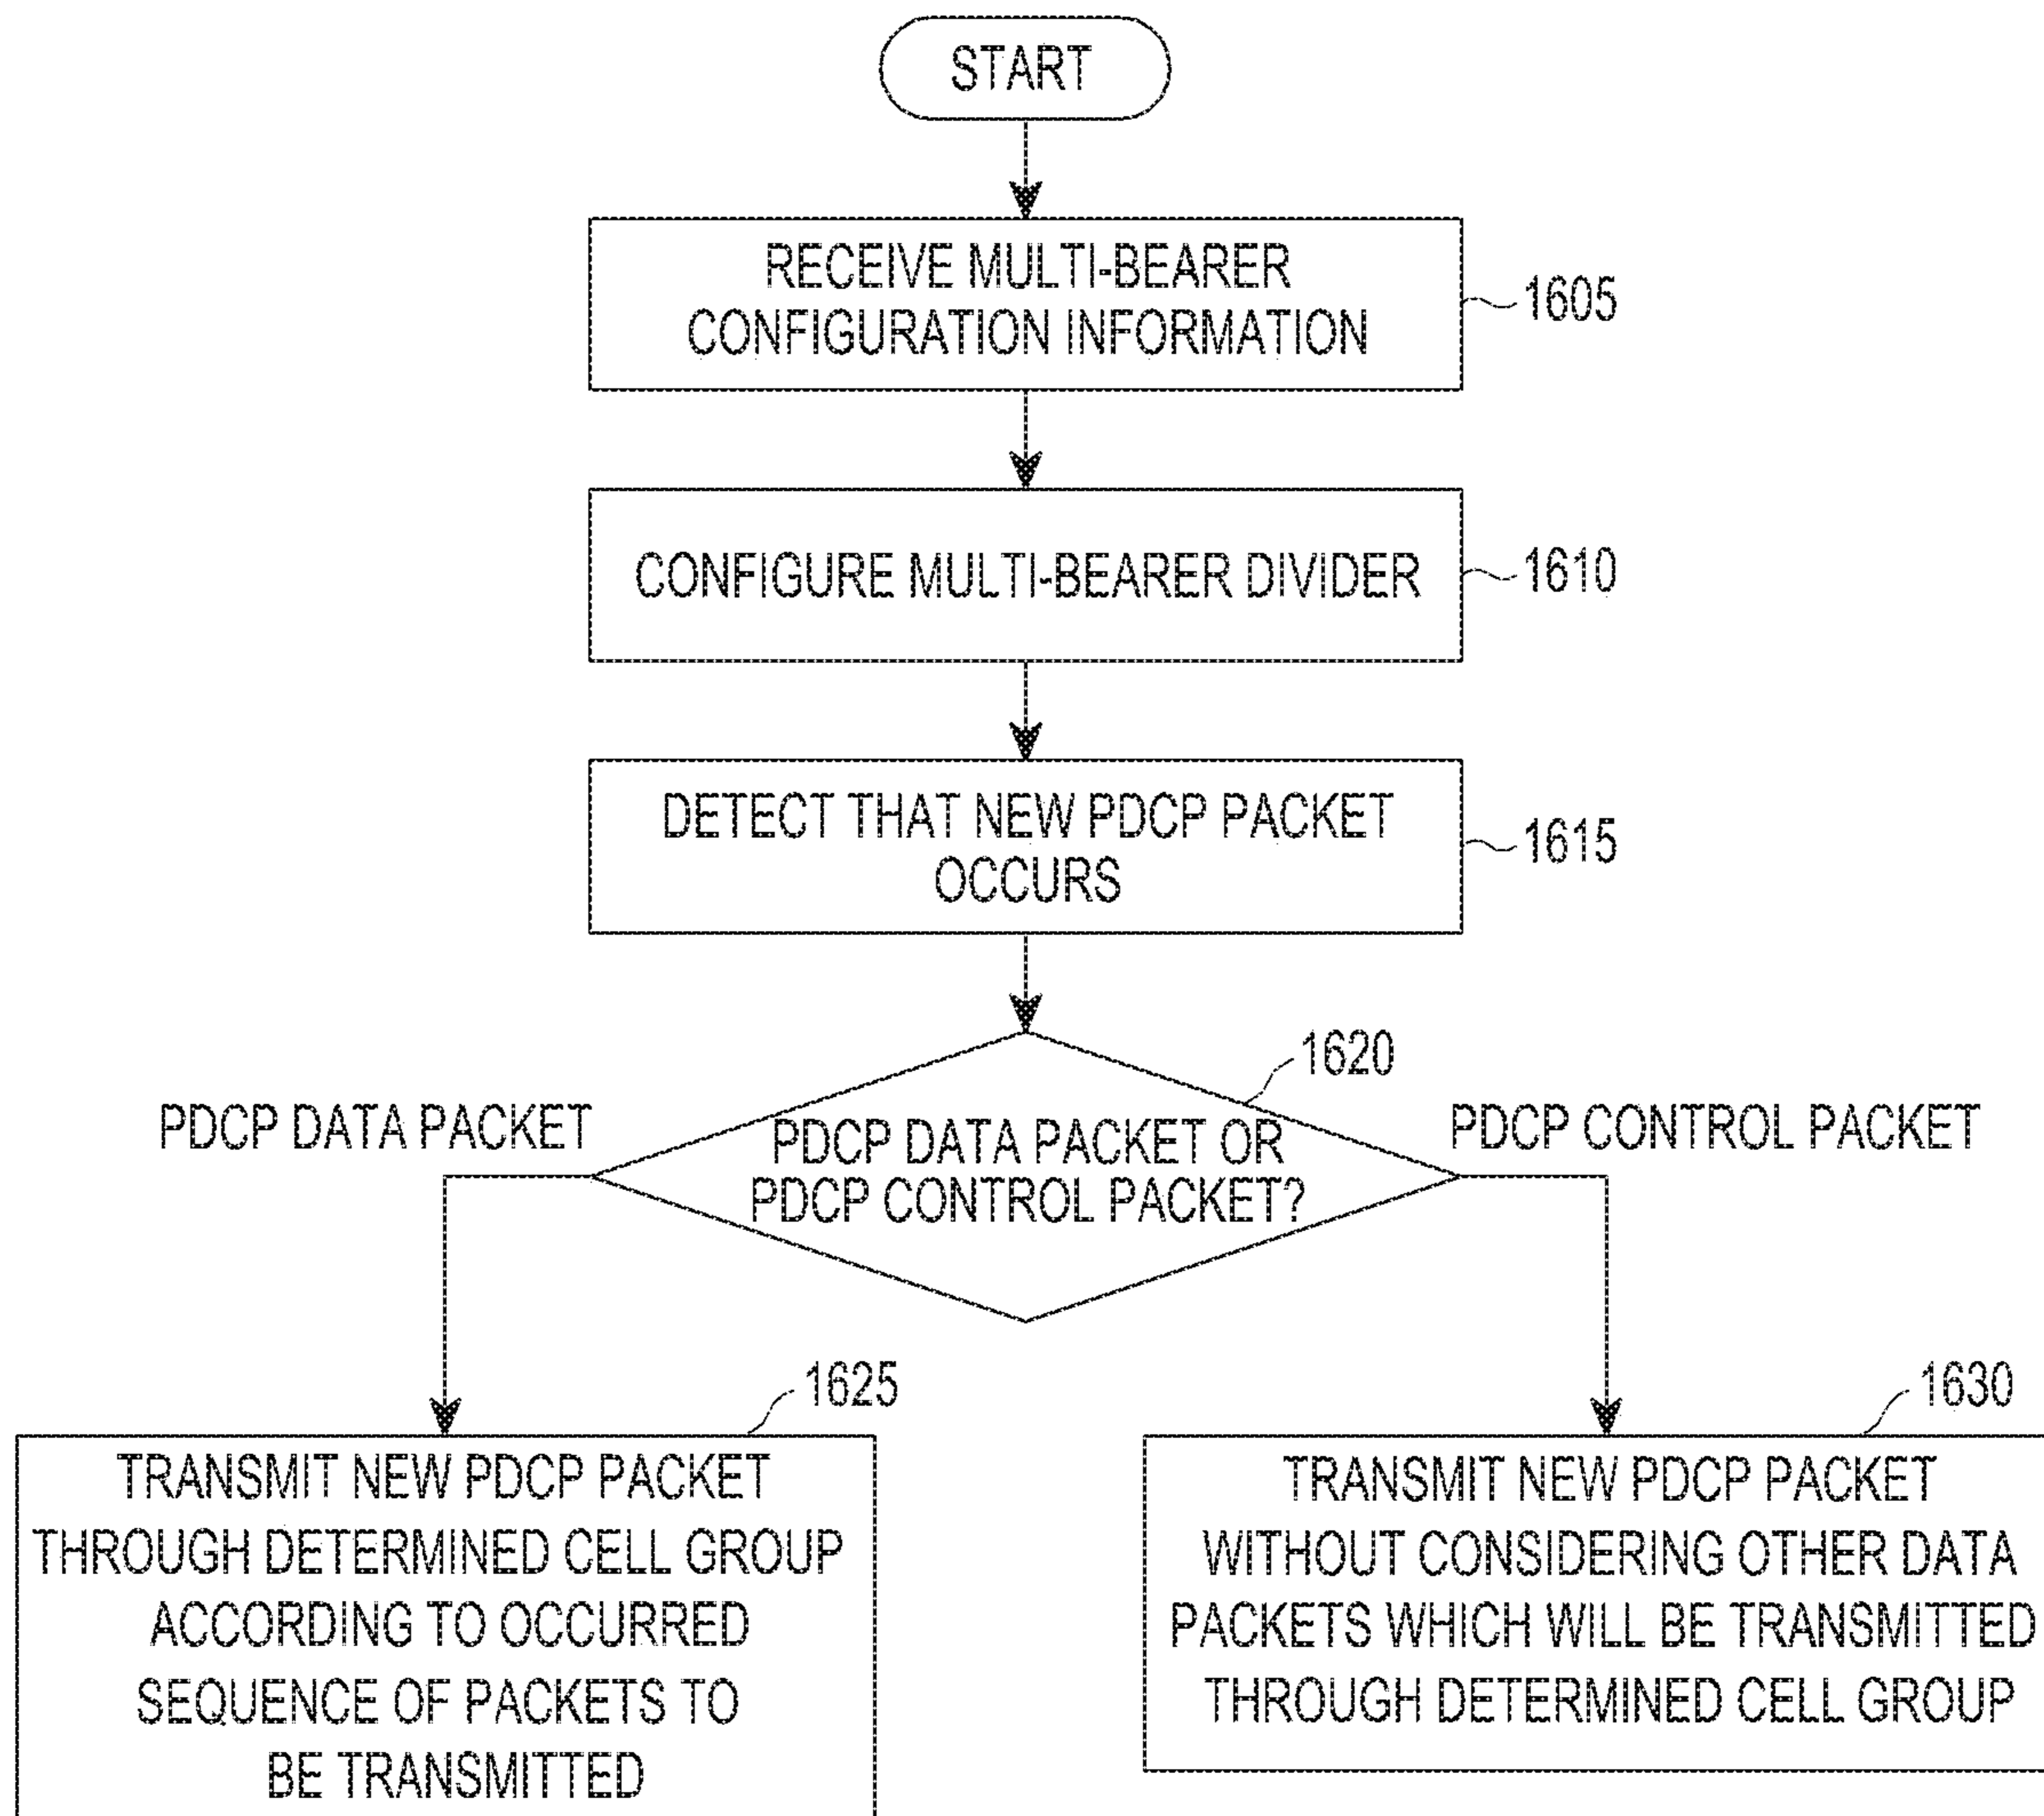 START
RECEIVE MULTI-BEARER
CONFIGURATION INFORMATION
1605
CONFIGURE MULTI-BEARER DIVIDER
1610
DETECT THAT NEW PDCP PACKET
OCCURS
1615
1620
PDCP DATA PACKET
PDCP DATA PACKET OR
PDCP CONTROL PACKET?
PDCP CONTROL PACKET
1625
TRANSMIT NEW PDCP PACKET
THROUGH DETERMINED CELL GROUP
ACCORDING TO OCCURRED
SEQUENCE OF PACKETS TO
BE TRANSMITTED
1630
TRANSMIT NEW PDCP PACKET
WITHOUT CONSIDERING OTHER DATA
PACKETS WHICH WILL BE TRANSMITTED
THROUGH DETERMINED CELL GROUP